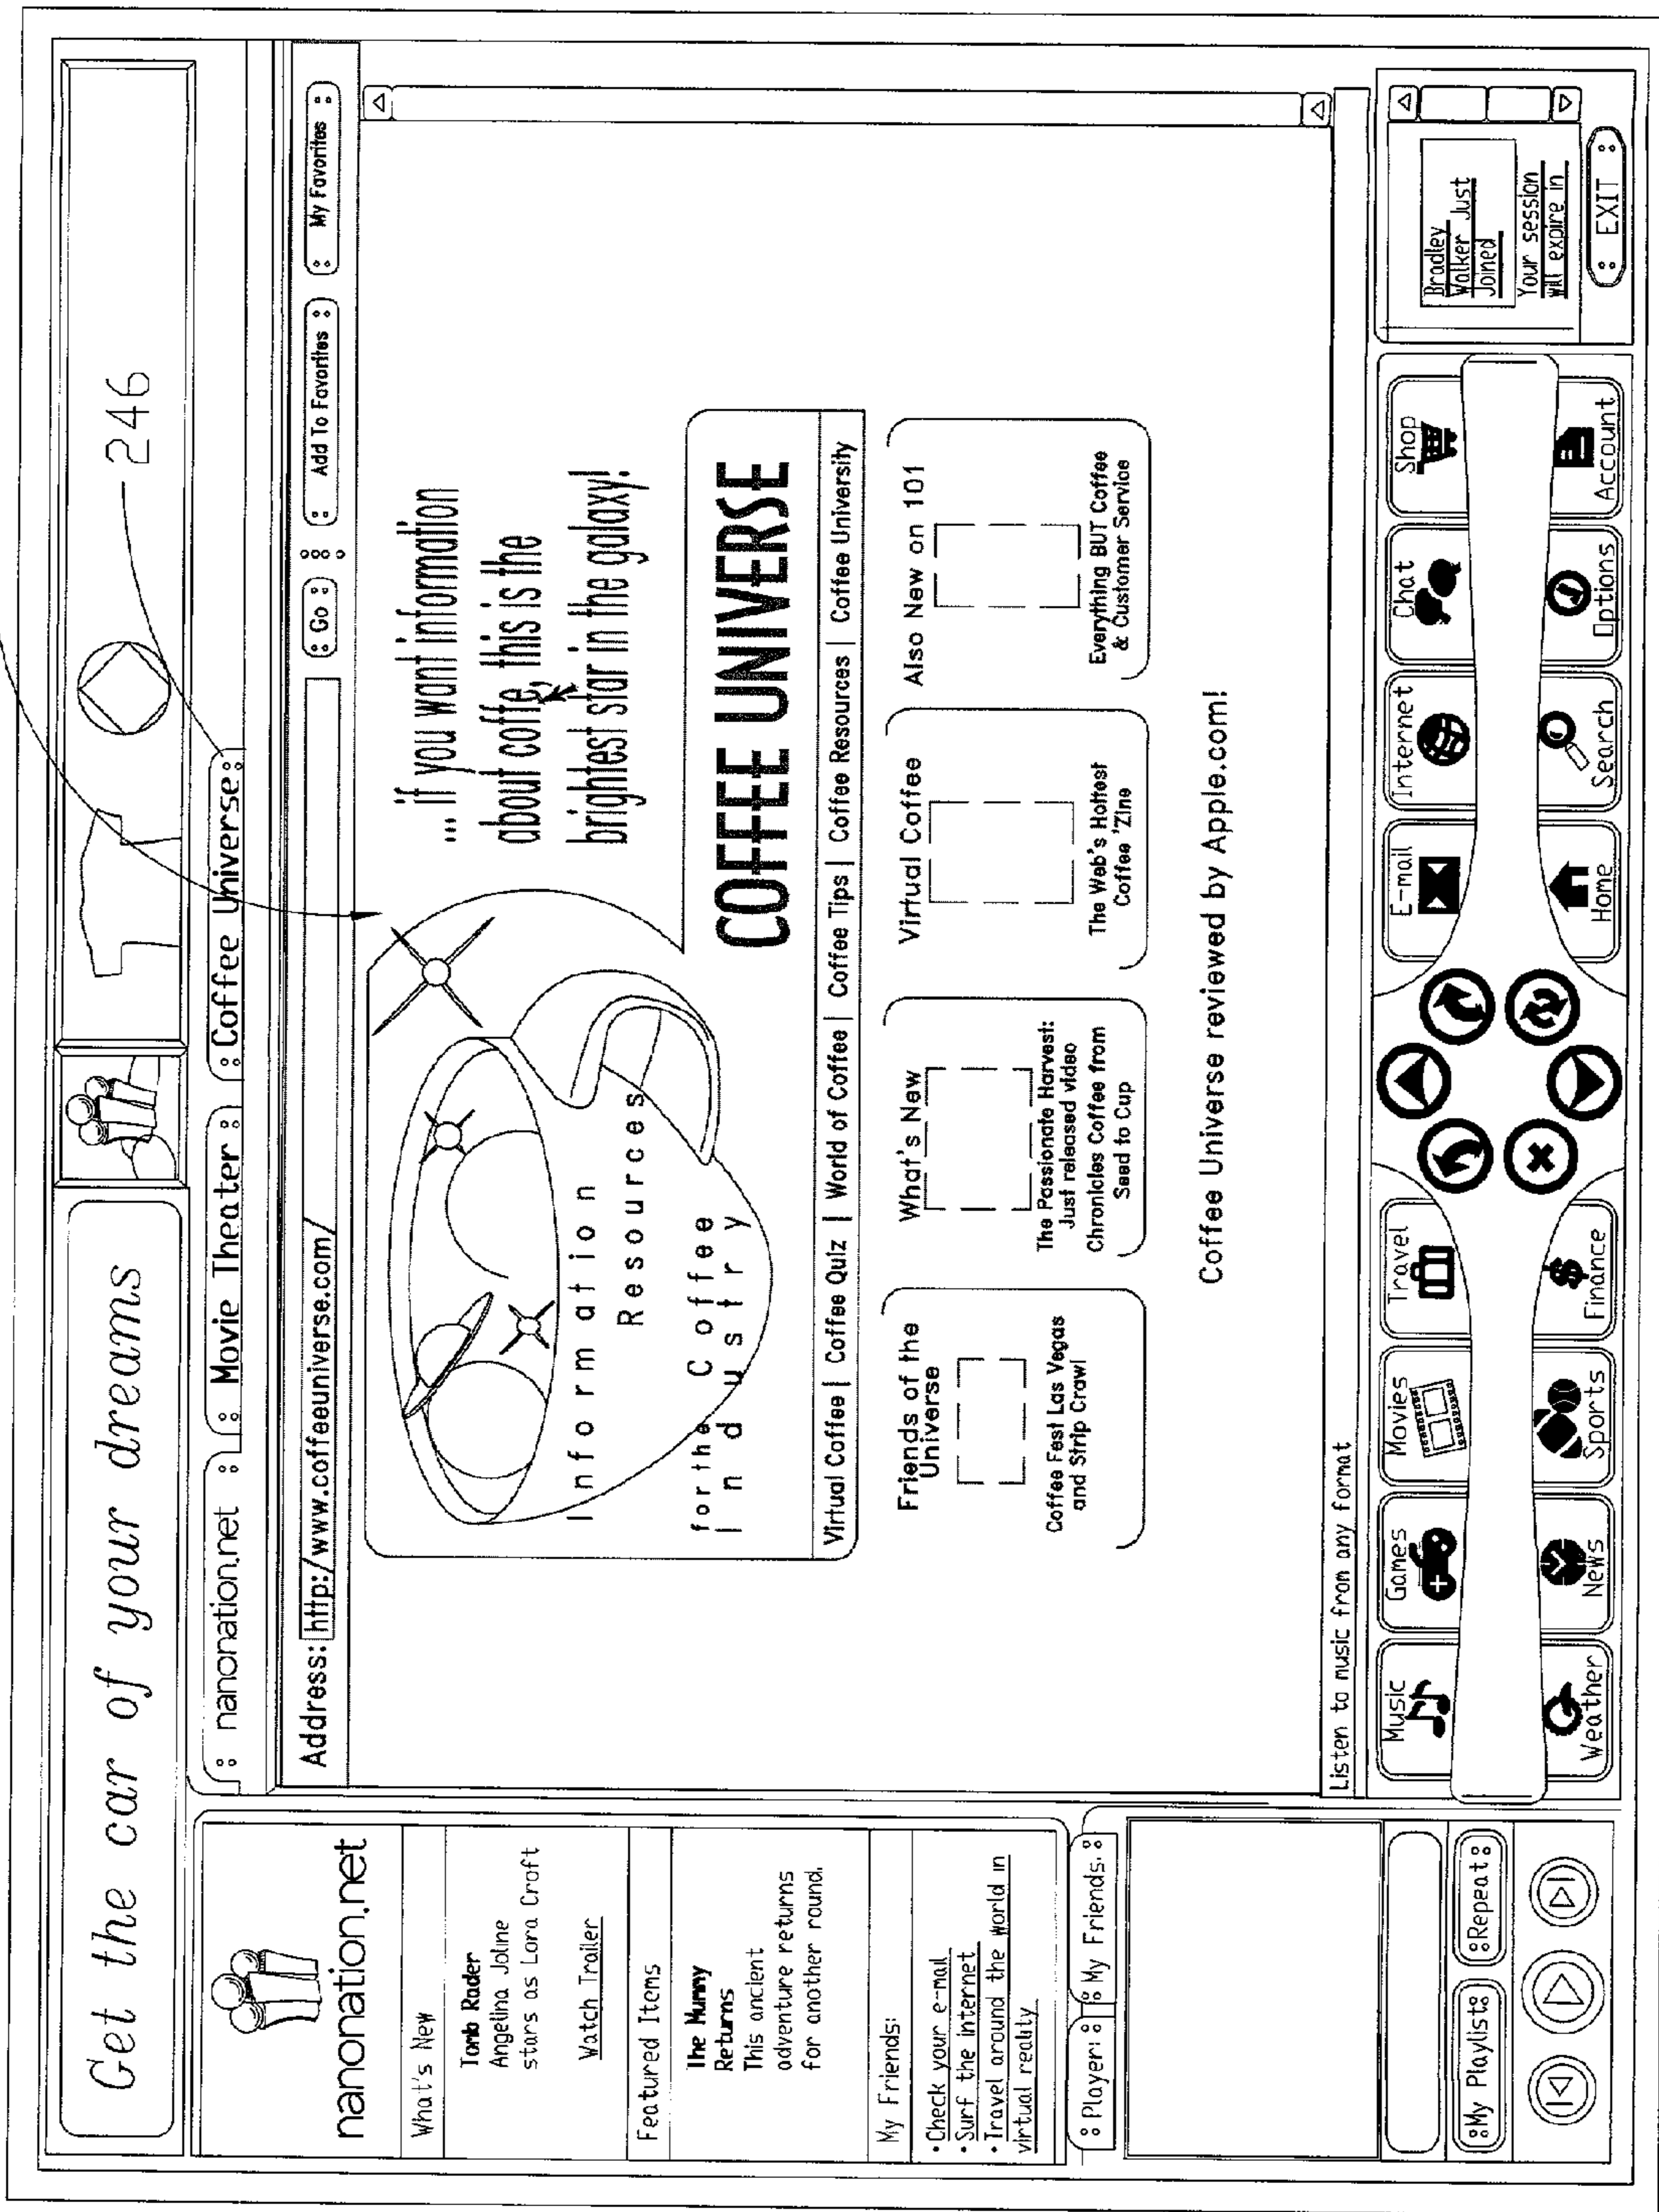 Get the car of your dreams
246
nanonation.net
What's New
Tomb Rader
Angelina Joline
stars as Lora Croft
Watch Trailer
Featured Items
The Mummy
Returns
This ancient
adventure returns
for another round.
My Friends:
• Check your e-mail
• Surf the internet
• Travel around the world in
virtual reality
Player:
My Friends.
My Playlist
Repeat
nanonation.net
Movie Theater
Coffee Universe
Address: http:/www.coffeeuniverse.com/
Go
Add To Favorites
My Favorites
... if you want information
about coffe, this is the
brightest star in the galaxy!
Information
Resources
for the Coffee
Industry
COFFEE UNIVERSE
Virtual Coffee | Coffee Quiz | World of Coffee | Coffee Tips | Coffee Resources | Coffee University
Friends of the
Universe
Coffee Fest Las Vegas
and Strip Crawl
What's New
The Passionate Harvest:
Just released video
Chronicles Coffee from
Seed to Cup
Virtual Coffee
The Web's Hottest
Coffee 'Zine
Also New on 101
Everything BUT Coffee
& Customer Service
Coffee Universe reviewed by Apple.com!
Listen to music from any format
Music
Games
Movies
Travel
E-mail
Internet
Chat
Shop
Weather
News
Sports
Finance
Home
Search
Options
Account
Bradley
Walker Just
Joined
Your session
will expire in
EXIT